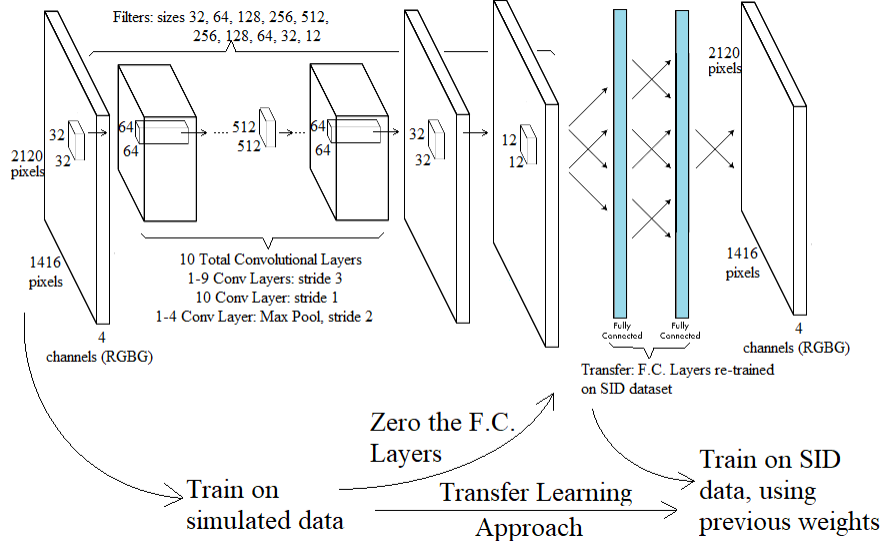 Filters: sizes 32, 64, 128, 256, 512,
256, 128, 64, 32, 12
2120
pixels
32
32
1416
pixels
4
channels (RGBG)
64
64
512
512
64
64
32
32
12
12
10 Total Convolutional Layers
1-9 Conv Layers: stride 3
10 Conv Layer: stride 1
1-4 Conv Layer: Max Pool, stride 2
Fully
Connected
Fully
Connected
Transfer: F.C. Layers re-trained
on SID dataset
2120
pixels
1416
pixels
4
channels (RGBG)
Zero the F.C.
Layers
Train on
simulated data
Transfer Learning
Approach
Train on SID
data, using
previous weights